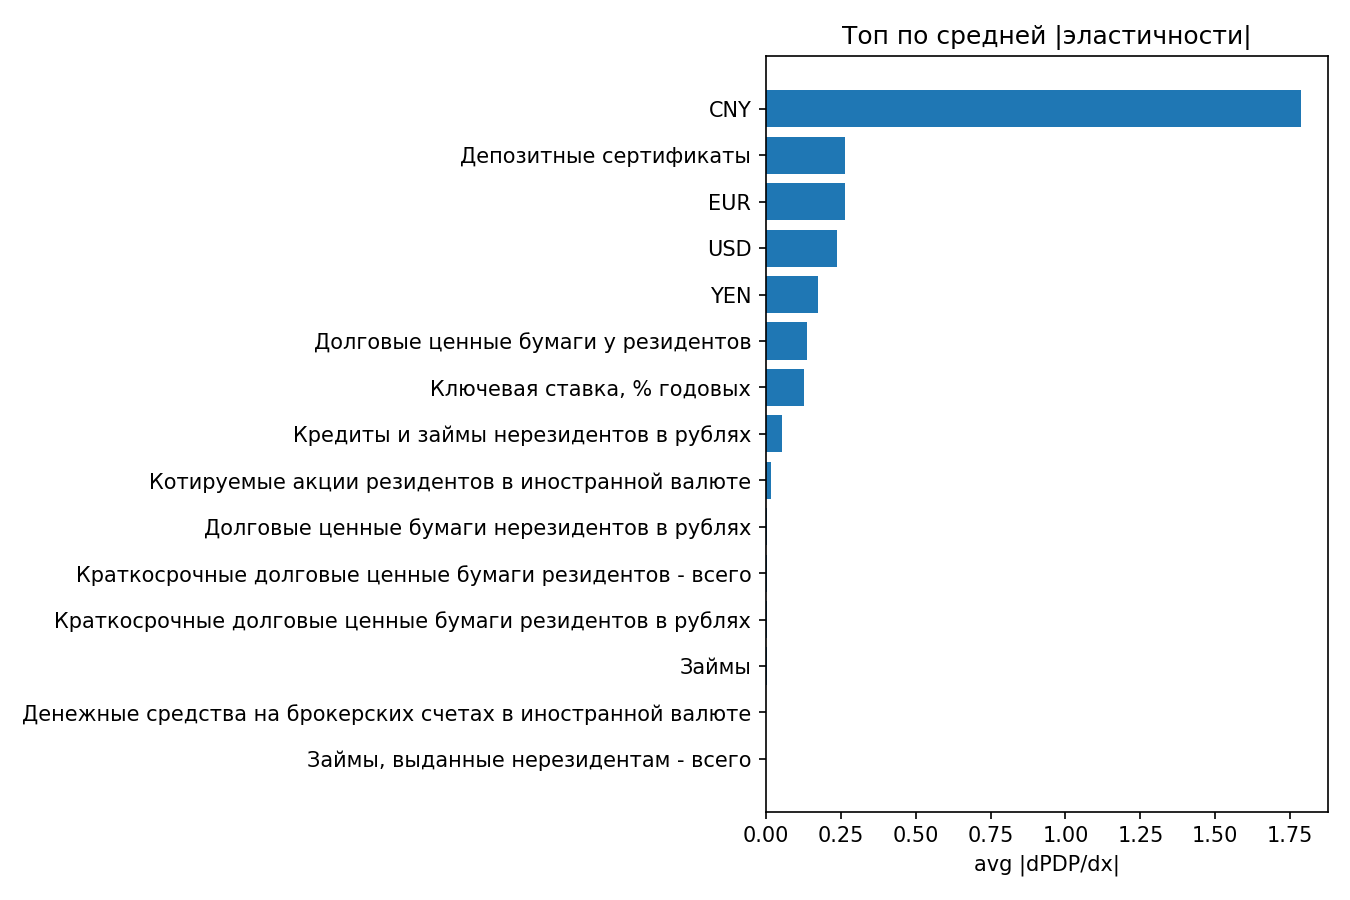 Топ по средней |эластичности|
CNY
Депозитные сертификаты
EUR
USD
YEN
Долговые ценные бумаги у резидентов
Ключевая ставка, % годовых
Кредиты и займы нерезидентов в рублях
Котируемые акции резидентов в иностранной валюте
Долговые ценные бумаги нерезидентов в рублях
Краткосрочные долговые ценные бумаги резидентов - всего
Краткосрочные долговые ценные бумаги резидентов в рублях
Займы
Денежные средства на брокерских счетах в иностранной валюте
Займы, выданные нерезидентам - всего
0.00 0.25 0.50 0.75 1.00 1.25 1.50 1.75
avg |dPDP/dx|